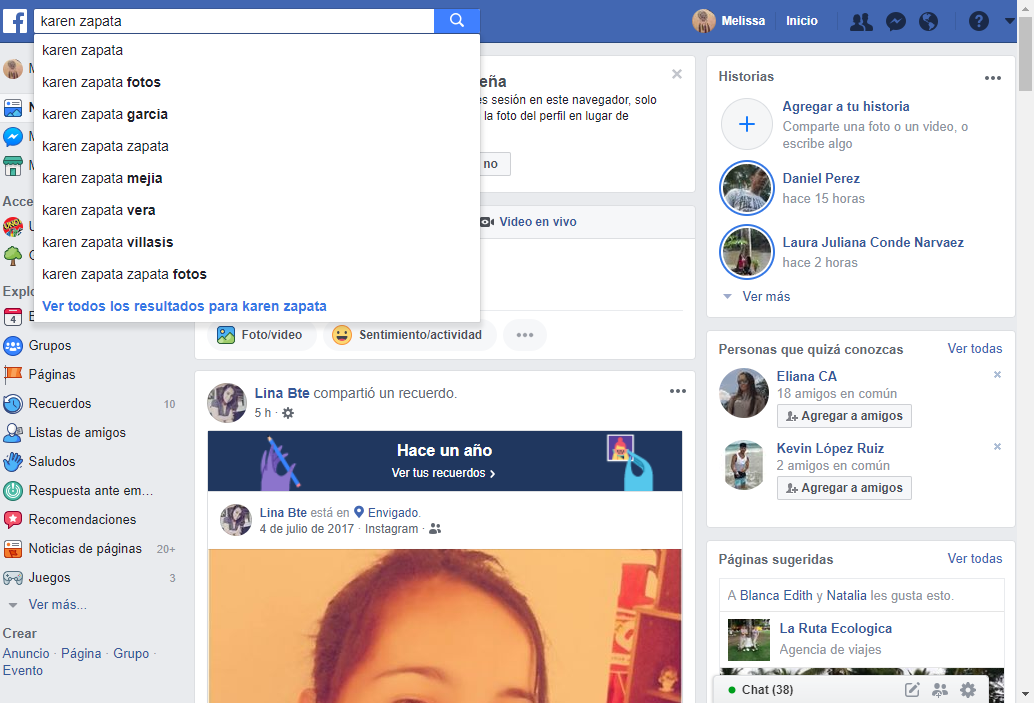 karen zapata
Melissa
Inicio
karen zapata
karen zapata fotos
karen zapata garcia
karen zapata zapata
karen zapata mejia
karen zapata vera
karen zapata villasis
karen zapata zapata fotos
Ver todos los resultados para karen zapata
Grupos
Páginas
Recuerdos 10
Listas de amigos
Saludos
Respuesta ante em...
Recomendaciones
Noticias de páginas 20+
Juegos 3
Ver más...
Crear
Anuncio · Página · Grupo ·
Evento
sesión en este navegador, solo
la foto del perfil en lugar de
no
Video en vivo
Foto/video
Sentimiento/actividad
Lina Bte compartió un recuerdo.
5 h ·
Hace un año
Ver tus recuerdos
Lina Bte está en Envigado.
4 de julio de 2017 · Instagram ·
Historias
Agregar a tu historia
Comparte una foto o un video, o
escribe algo
Daniel Perez
hace 15 horas
Laura Juliana Conde Narvaez
hace 2 horas
Ver más
Personas que quizá conozcas Ver todas
Eliana CA
18 amigos en común
Agregar a amigos
Kevin López Ruiz
2 amigos en común
Agregar a amigos
Páginas sugeridas Ver todas
A Blanca Edith y Natalia les gusta esto.
La Ruta Ecologica
Agencia de viajes
Chat (38)